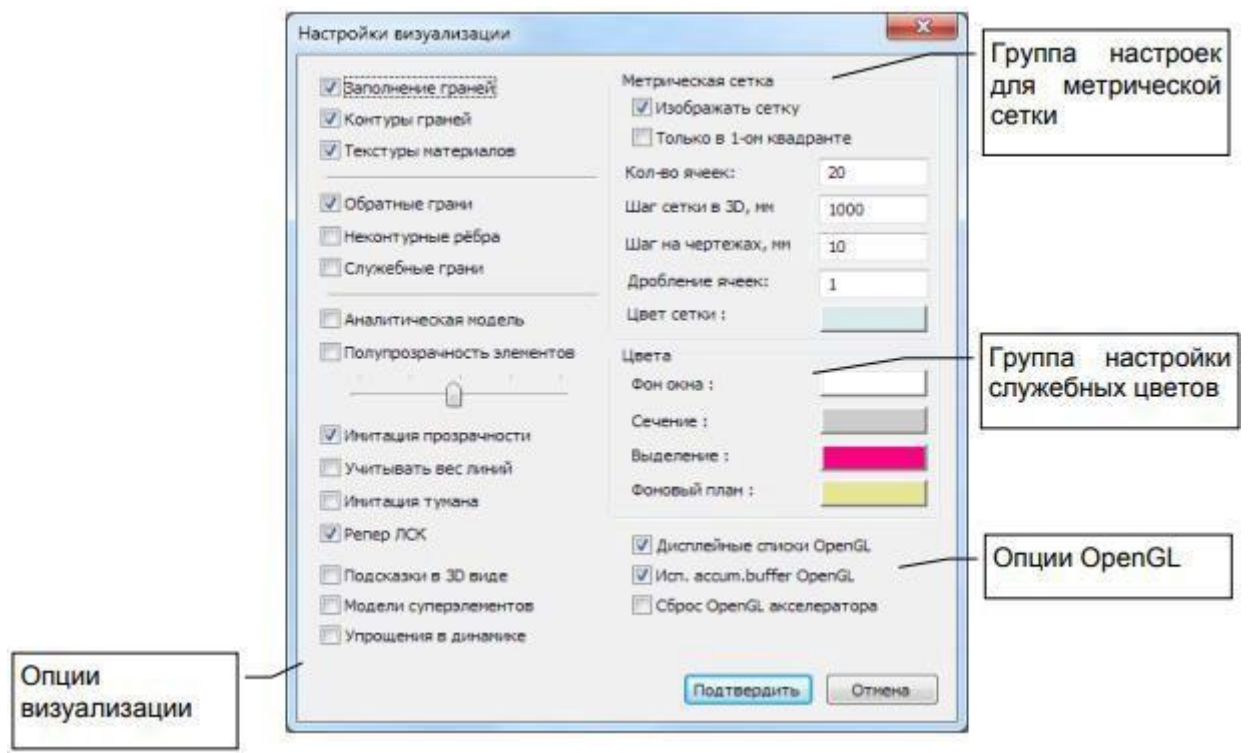 Настройки визуализации
Заполнение граней
Контуры граней
Текстуры материалов
Обратные грани
Неконтурные рёбра
Служебные грани
Аналитическая модель
Полупрозрачность элементов
Имитация прозрачности
Учитывать вес линий
Имитация тумана
Репер ЛСК
Подсказки в 3D виде
Модели суперэлементов
Упрощения в динамике
Метрическая сетка
Изображать сетку
Только в 1-ом квадранте
Кол-во ячеек: 20
Шаг сетки в 3D, мм 1000
Шаг на чертежах, мм 10
Дробление ячеек: 1
Цвет сетки :
Цвета
Фон окна :
Сечение :
Выделение :
Фоновый план :
Дисплейные списки OpenGL
Исп. accum.buffer OpenGL
Сброс OpenGL акселератора
Подтвердить
Отмена
Группа настроек
для метрической
сетки
Группа настройки
служебных цветов
Опции OpenGL
Опции
визуализации